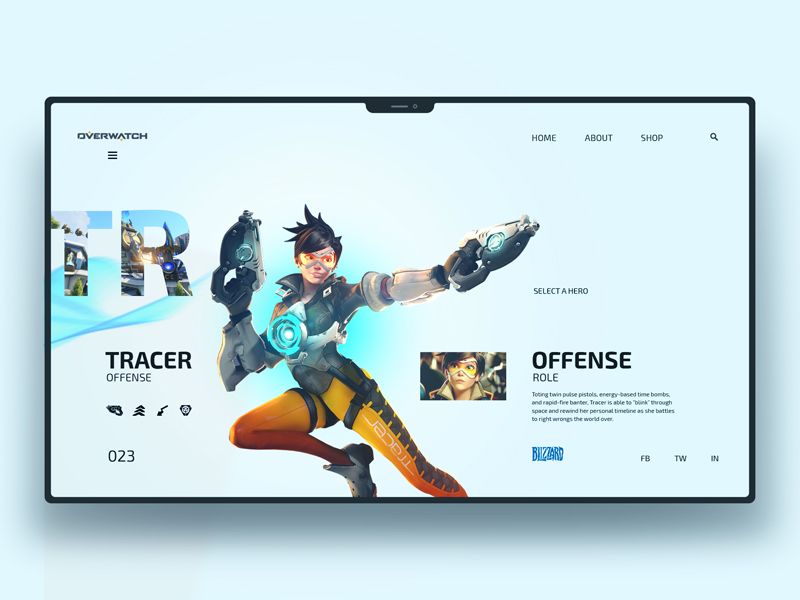 OVERWATCH
HOME
ABOUT
SHOP
TR
SELECT A HERO
TRACER
OFFENSE
OFFENSE
ROLE
Toting twin pulse pistols, energy-based time bombs,
and rapid-fire banter, Tracer is able to "blink" through
space and rewind her personal timeline as she battles
to right wrongs the world over.
Tracer
023
BLIZZARD
FB
TW
IN